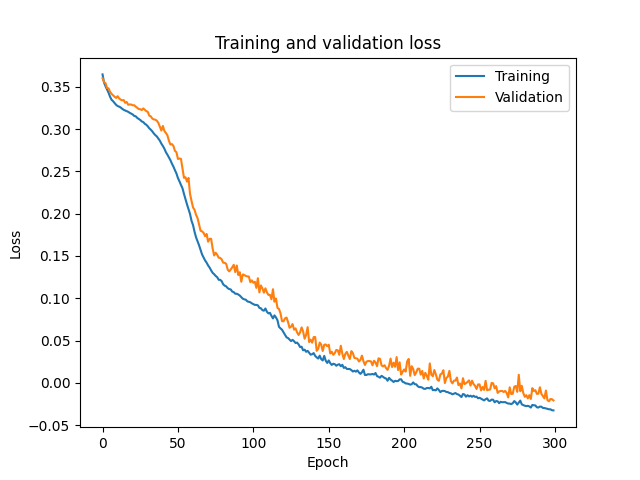 Training and validation loss
Training
Validation
Loss
0.35
0.30
0.25
0.20
0.15
0.10
0.05
0.00
−0.05
0 50 100 150 200 250 300
Epoch